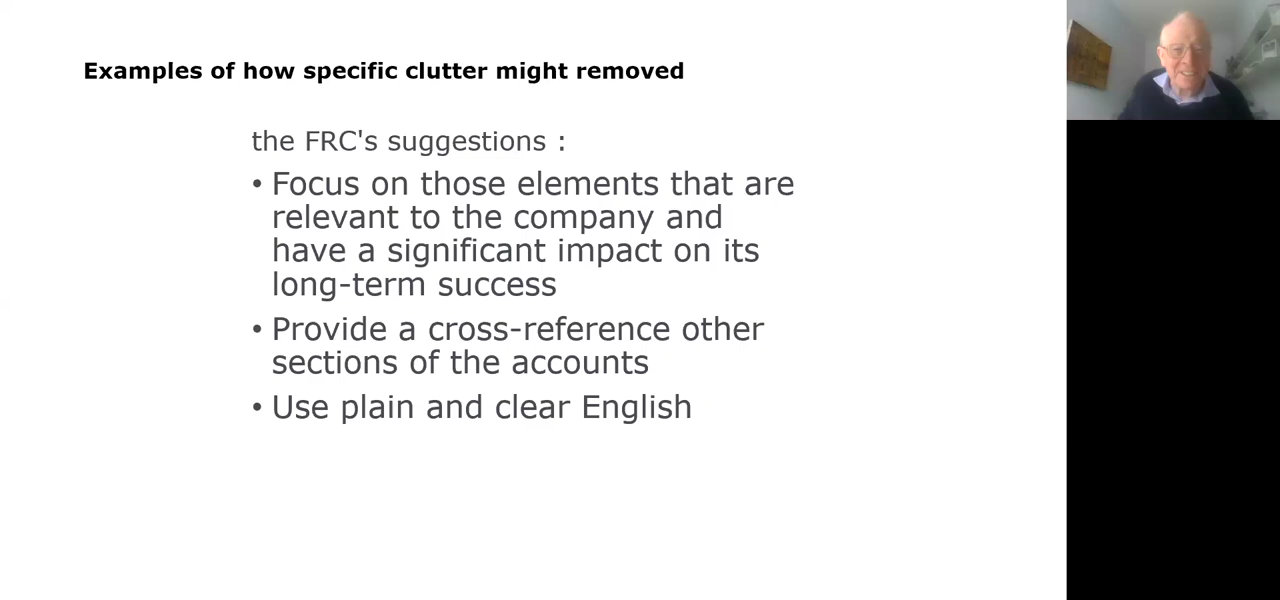 Examples of how specific clutter might removed
the FRC's suggestions :
• Focus on those elements that are
relevant to the company and
have a significant impact on its
long-term success
• Provide a cross-reference other
sections of the accounts
• Use plain and clear English